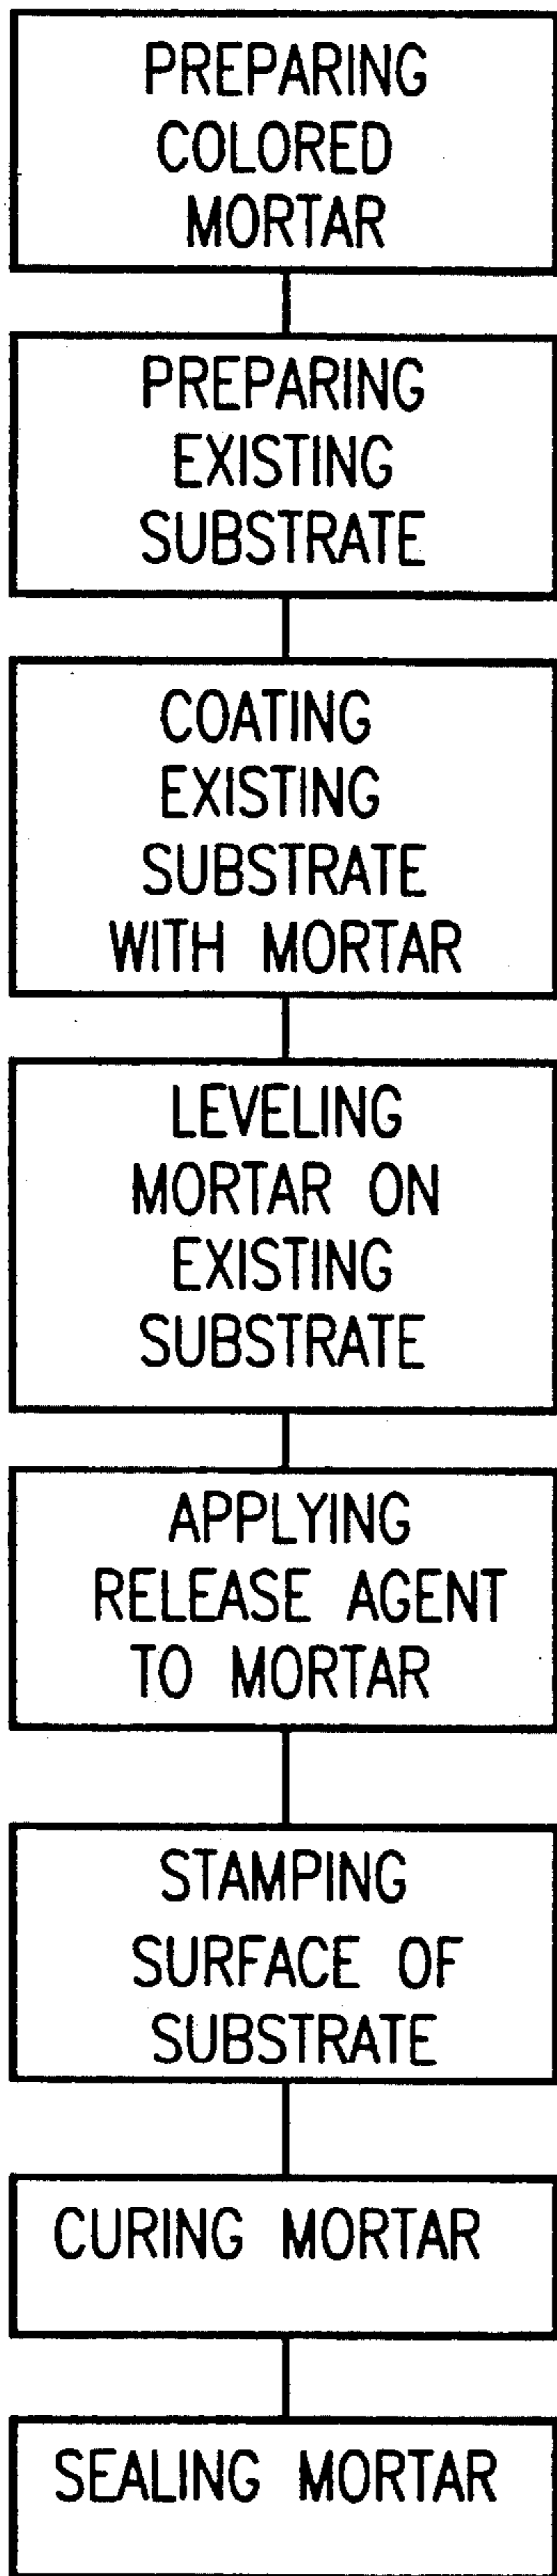 PREPARING
COLORED
MORTAR
PREPARING
EXISTING
SUBSTRATE
COATING
EXISTING
SUBSTRATE
WITH MORTAR
LEVELING
MORTAR ON
EXISTING
SUBSTRATE
APPLYING
RELEASE AGENT
TO MORTAR
STAMPING
SURFACE OF
SUBSTRATE
CURING MORTAR
SEALING MORTAR